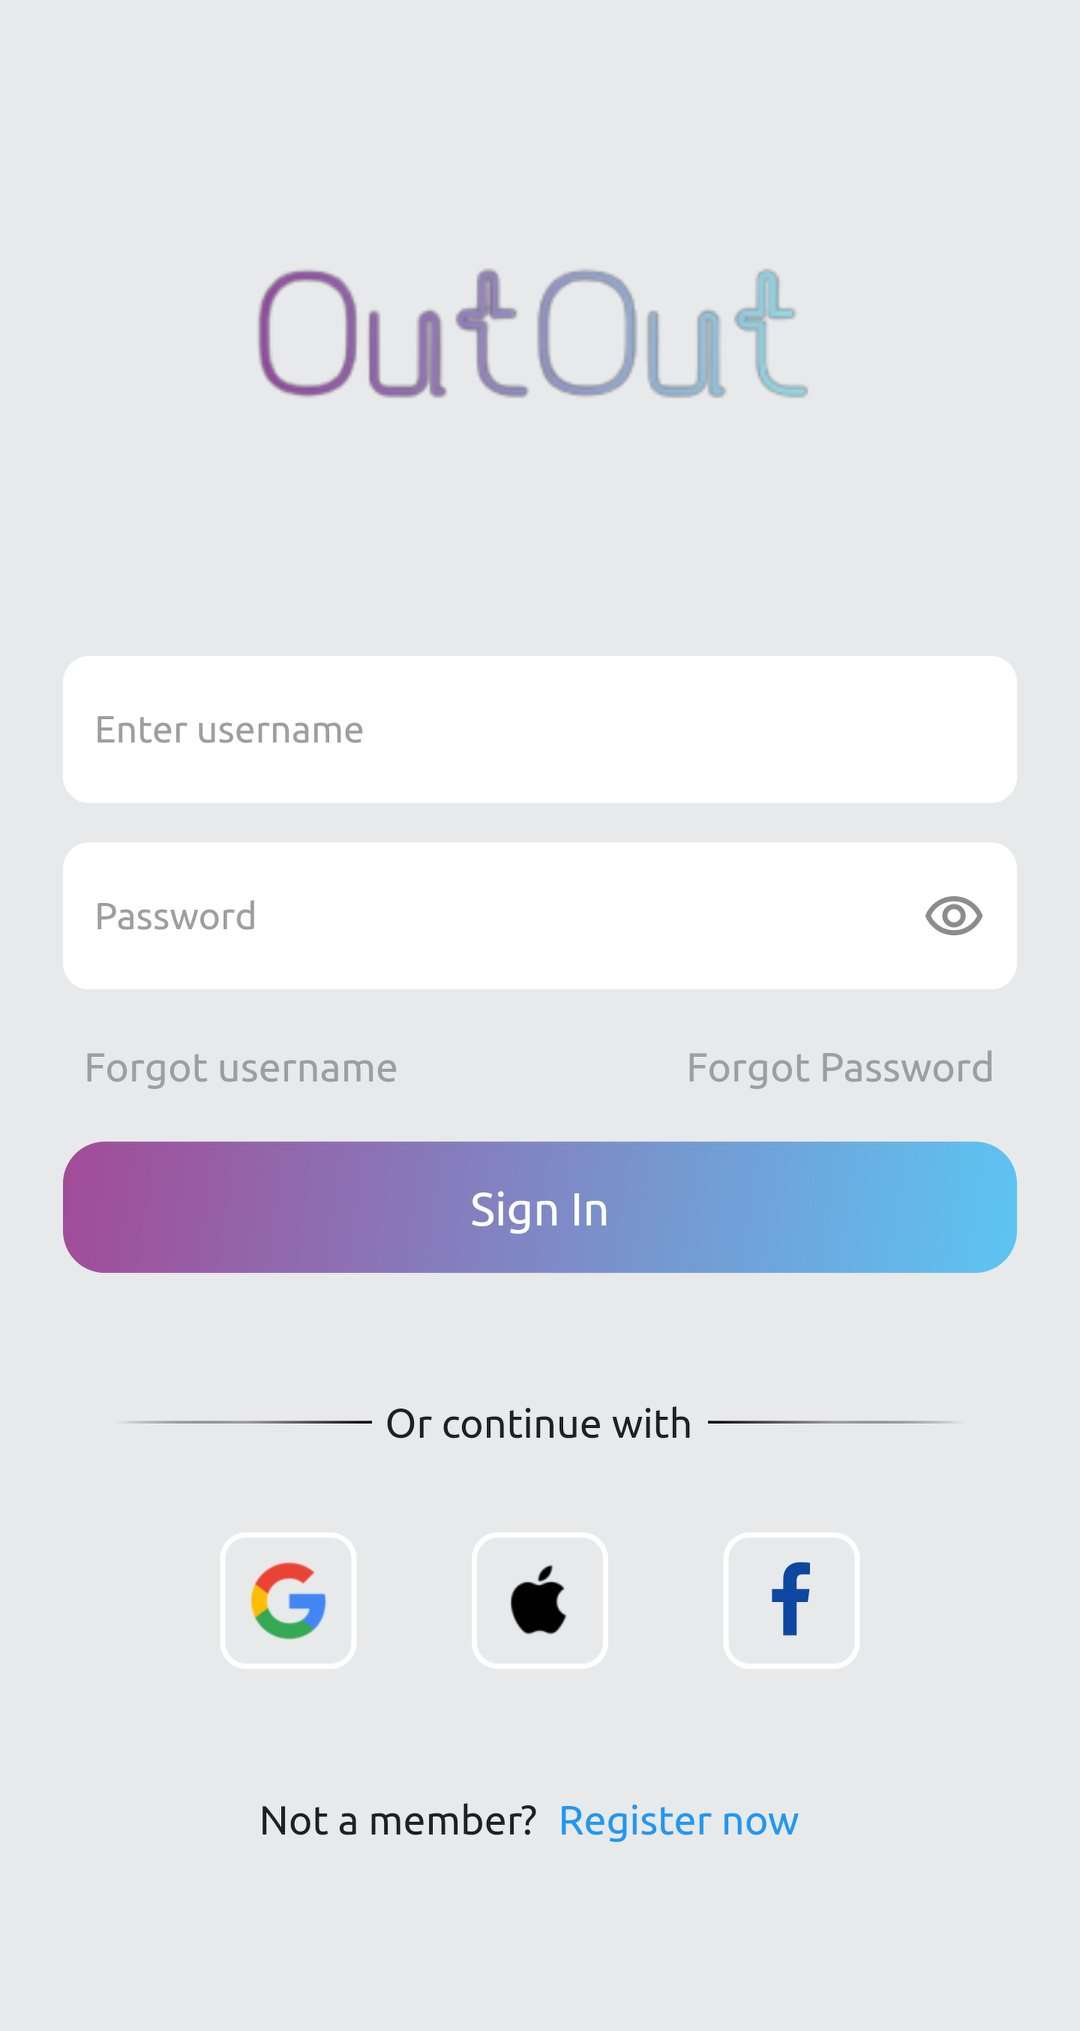 OutOut
Enter username
Password
Forgot username Forgot Password
Sign In
Or continue with
Not a member? Register now